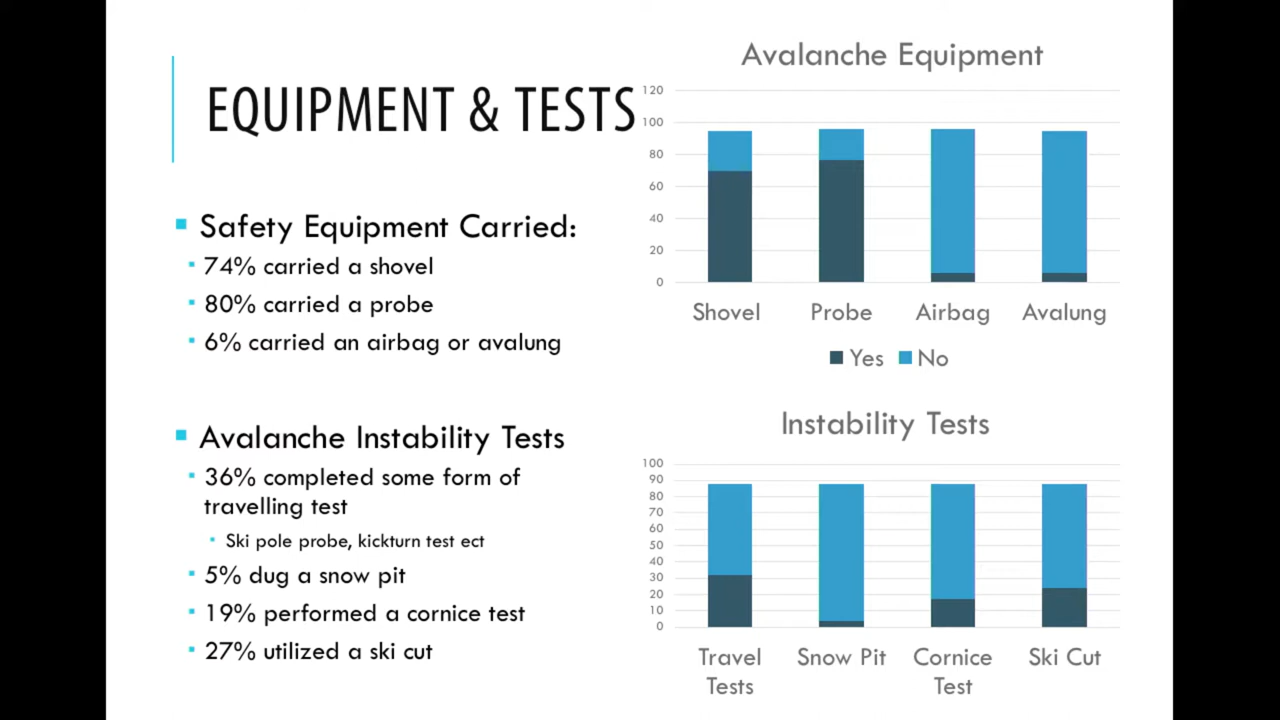 EQUIPMENT & TESTS
Safety Equipment Carried:
74% carried a shovel
80% carried a probe
6% carried an airbag or avalung
Avalanche Instability Tests
36% completed some form of
travelling test
Ski pole probe, kickturn test ect
5% dug a snow pit
19% performed a cornice test
27% utilized a ski cut
Avalanche Equipment
120
100
80
60
40
20
0
Shovel Probe Airbag Avalung
Yes No
Instability Tests
100
90
80
70
60
50
40
30
20
10
0
Travel Snow Pit Cornice Ski Cut
Tests Test